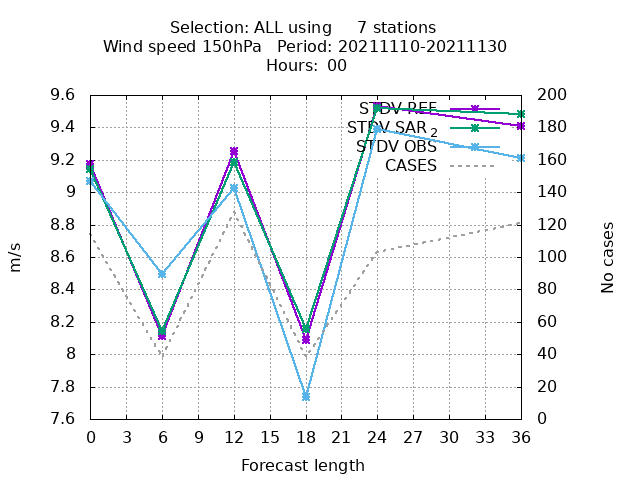 Selection: ALL using     7 stations
Wind speed 150hPa   Period: 20211110-20211130
Hours:  00
STDV REF
STDV SAR 2
STDV OBS
CASES
9.6
9.4
9.2
9
8.8
8.6
8.4
8.2
8
7.8
7.6
m/s
200
180
160
140
120
100
80
60
40
20
0
No cases
0 3 6 9 12 15 18 21 24 27 30 33 36
Forecast length